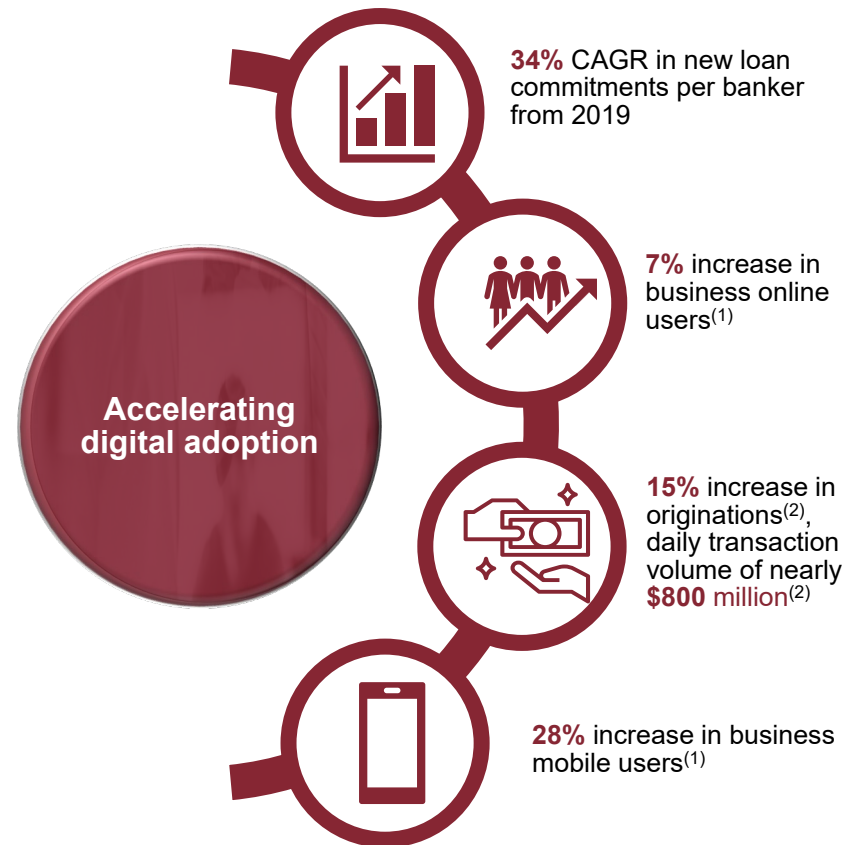 34% CAGR in new loan
commitments per banker
from 2019
7% increase in
business online
users(1)
Accelerating
digital adoption
15% increase in
originations(2),
daily transaction
volume of nearly
$800 million(2)
28% increase in business
mobile users(1)